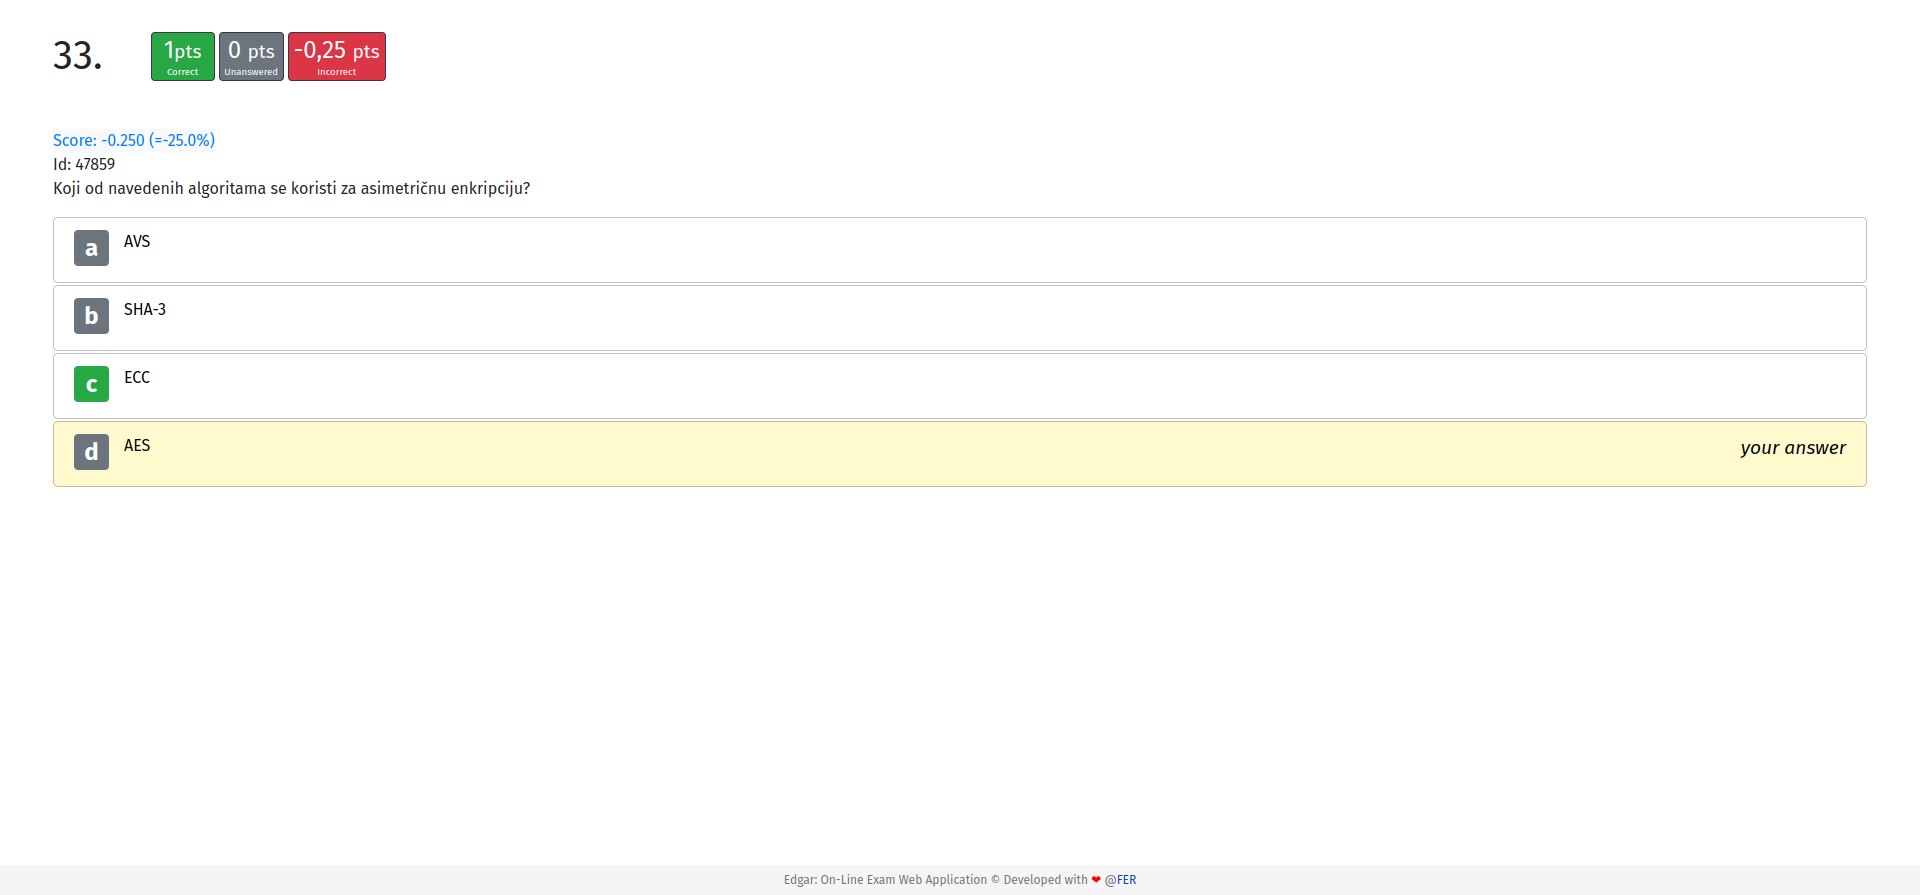 33.
1pts
Correct
0 pts
Unanswered
-0,25 pts
Incorrect
Score: -0.250 (=-25.0%)
Id: 47859
Koji od navedenih algoritama se koristi za asimetričnu enkripciju?
a AVS
b SHA-3
c ECC
d AES your answer
Edgar: On-Line Exam Web Application © Developed with ❤ @FER